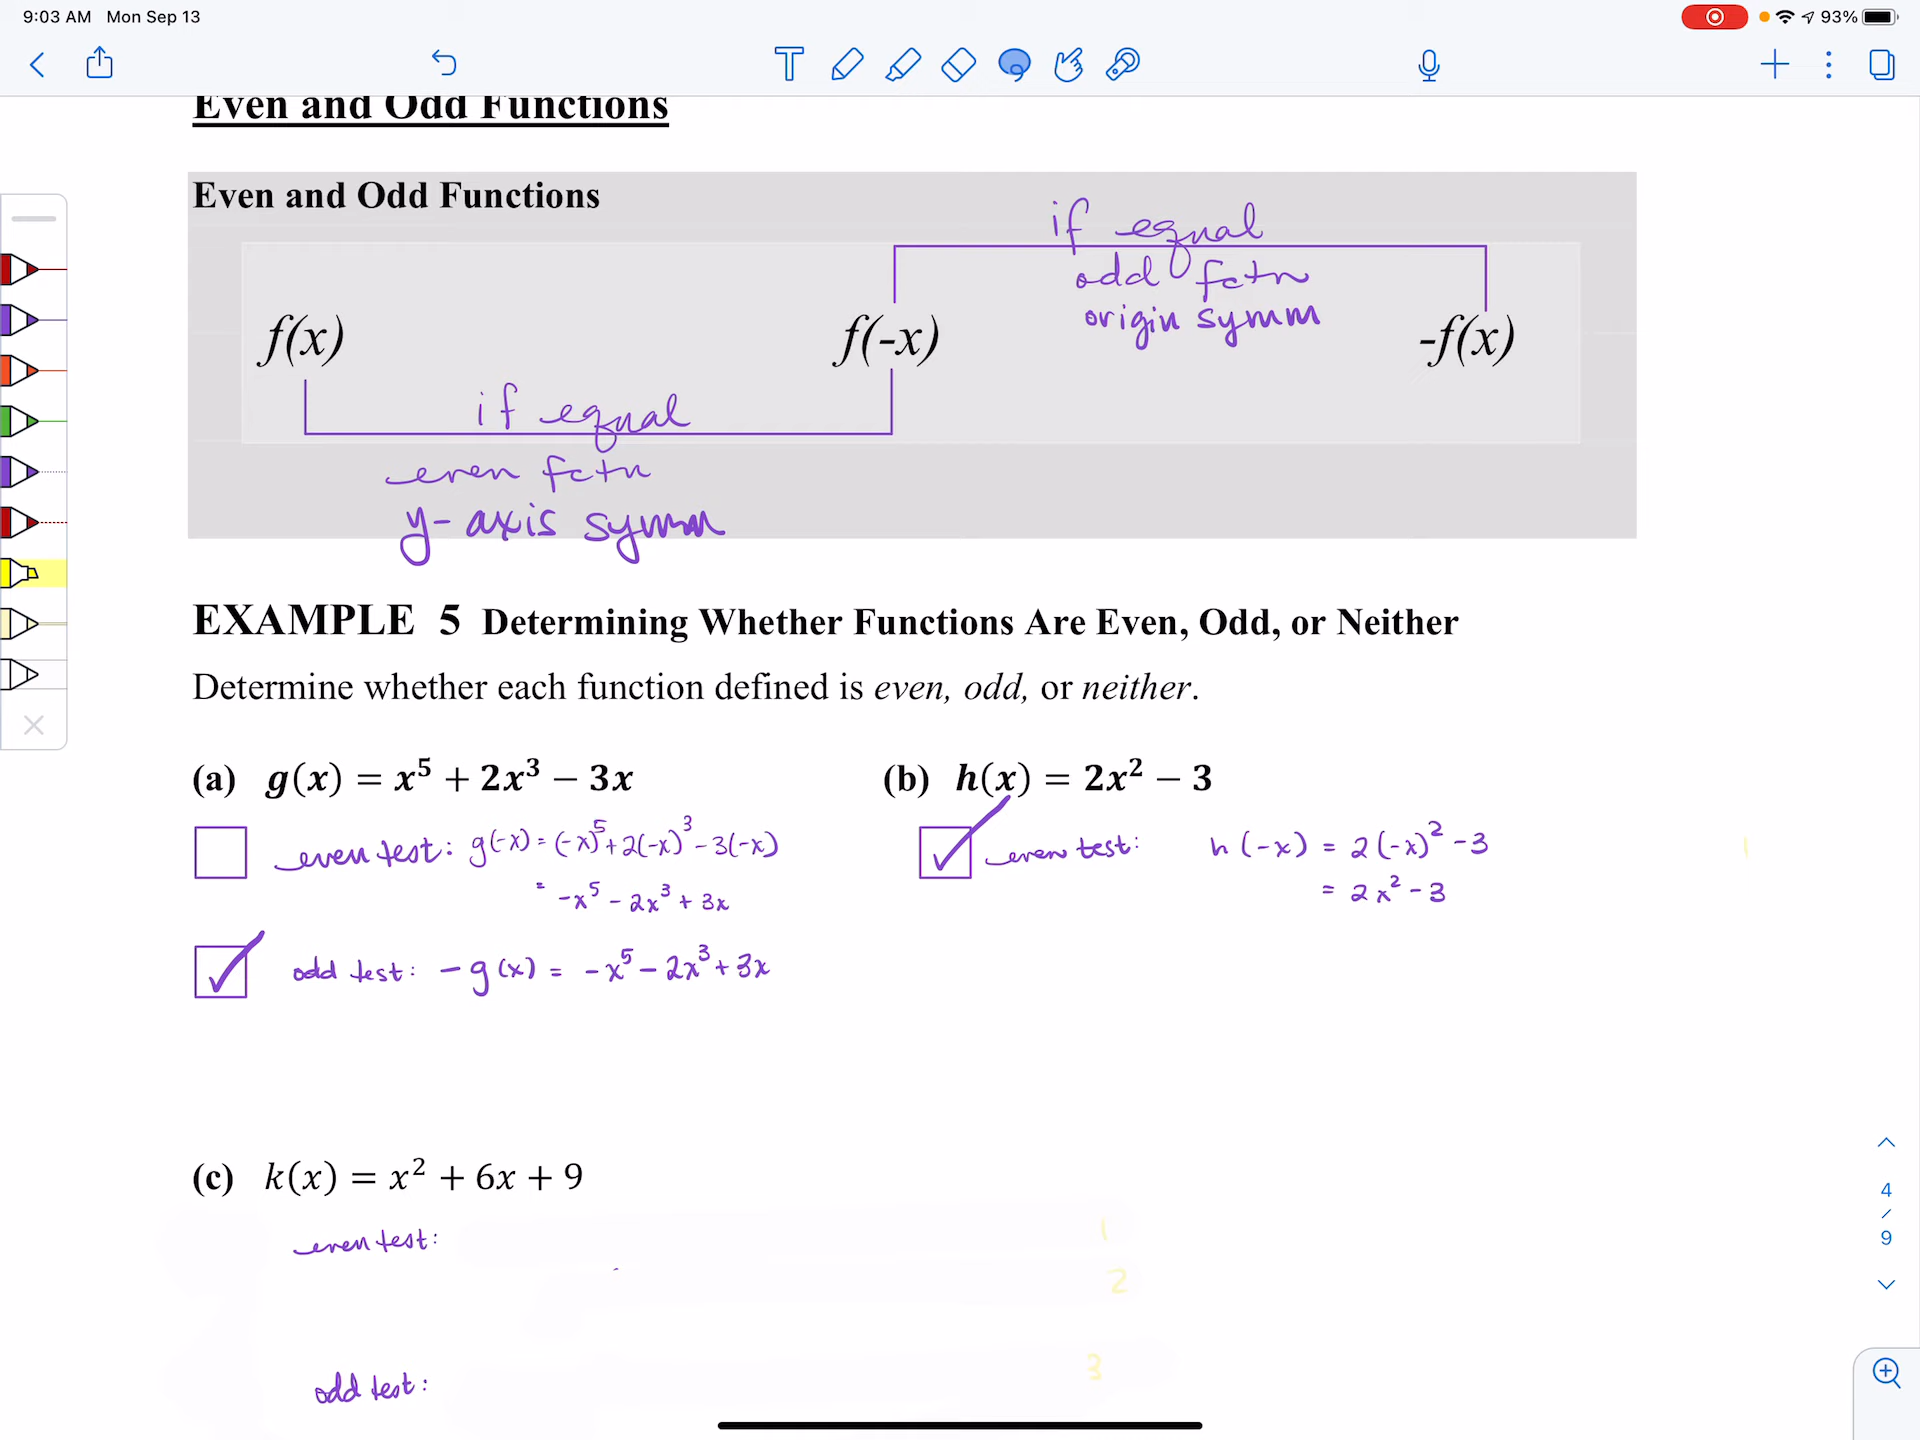 9:03 AM Mon Sep 13
93%
Even and Odd Functions
Even and Odd Functions
if equal
odd fctn
origin symm
f(x) f(-x) -f(x)
if equal
even fctn
y-axis symm
EXAMPLE 5 Determining Whether Functions Are Even, Odd, or Neither
Determine whether each function defined is even, odd, or neither.
(a) g(x) = x⁵ + 2x³ − 3x
even test: g(-x) = (-x)⁵ + 2(-x)³ - 3(-x)
= -x⁵ - 2x³ + 3x
odd test: -g(x) = -x⁵ - 2x³ + 3x
(b) h(x) = 2x² − 3
even test: h(-x) = 2(-x)² - 3
= 2x² - 3
(c) k(x) = x² + 6x + 9
even test:
1
2
odd test:
3
4
/
9